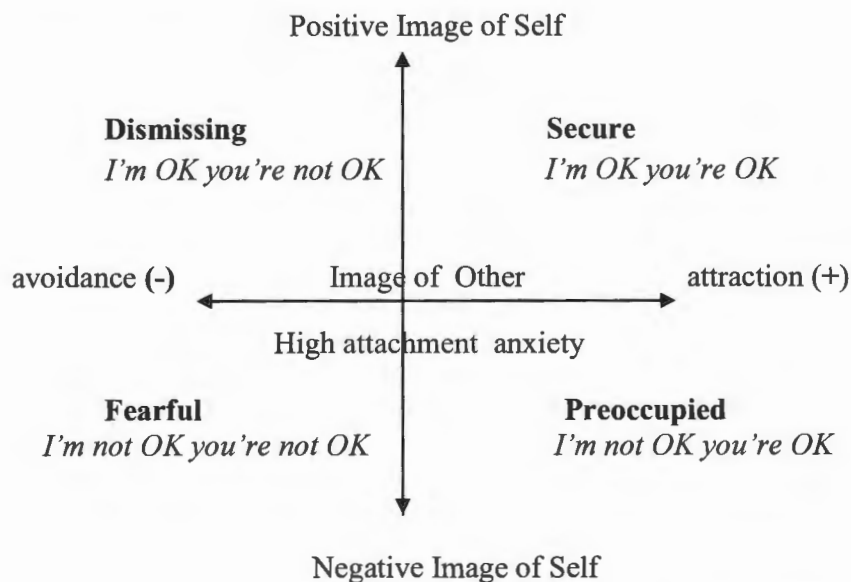 Positive Image of Self
Dismissing
I'm OK you're not OK
Secure
I'm OK you're OK
avoidance (-)
Image of Other
attraction (+)
High attachment anxiety
Fearful
I'm not OK you're not OK
Preoccupied
I'm not OK you're OK
Negative Image of Self